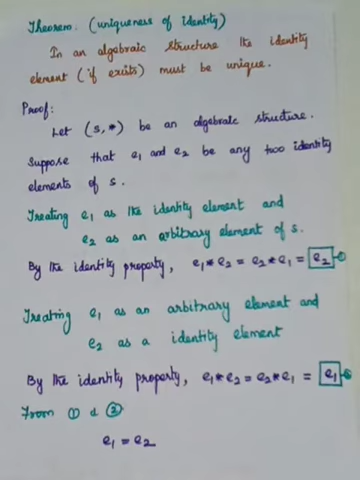 Theorem. (uniqueness of identity)
In an algebraic structure the identity
element (if exits) must be unique.
Proof:
Let (S, *) be an algebraic structure.
Suppose that e₁ and e₂ be any two identity
elements of S.
Treating e₁ as the identity element and
e₂ as an arbitrary element of S.
By the identity property, e₁ * e₂ = e₂ * e₁ = e₂ -①
Treating e₁ as an arbitrary element and
e₂ as a identity element
By the identity property, e₁ * e₂ = e₂ * e₁ = e₁ -②
From ① & ②
e₁ = e₂